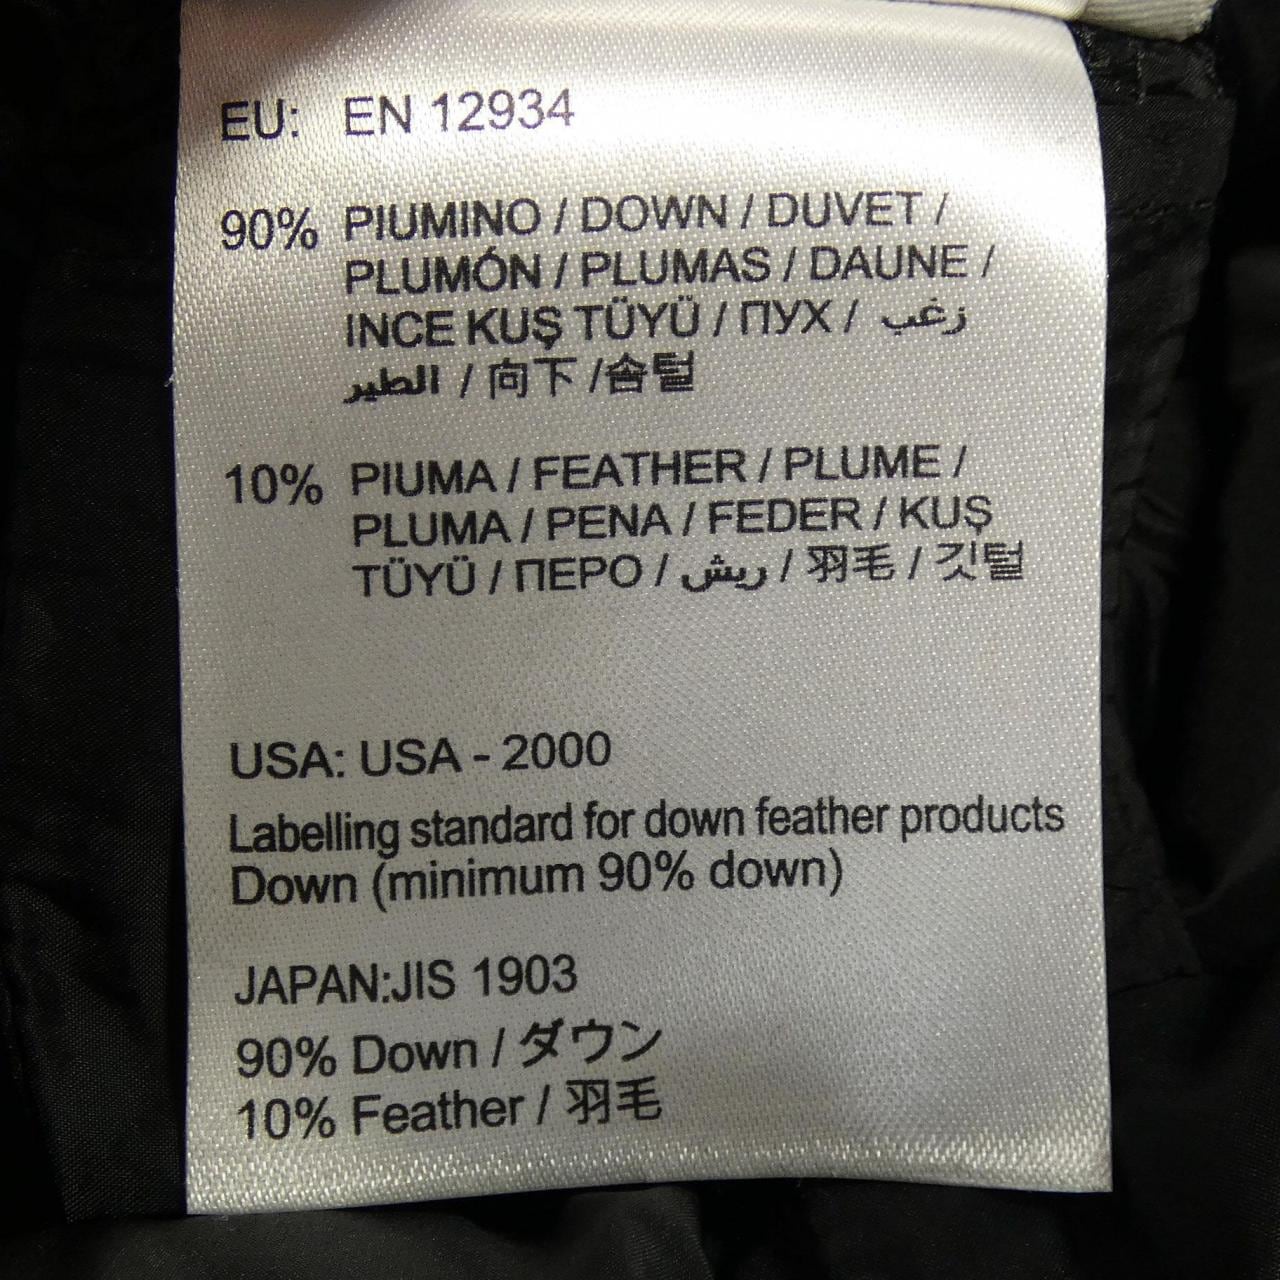 EU: EN 12934
90% PIUMINO / DOWN / DUVET /
PLUMÓN / PLUMAS / DAUNE /
INCE KUŞ TÜYÜ / ПУХ / زغب
الطير / 向下 /솜털
10% PIUMA / FEATHER / PLUME /
PLUMA / PENA / FEDER / KUŞ
TÜYÜ / ПЕРО / ريش / 羽毛 / 깃털
USA: USA - 2000
Labelling standard for down feather products
Down (minimum 90% down)
JAPAN:JIS 1903
90% Down / ダウン
10% Feather / 羽毛